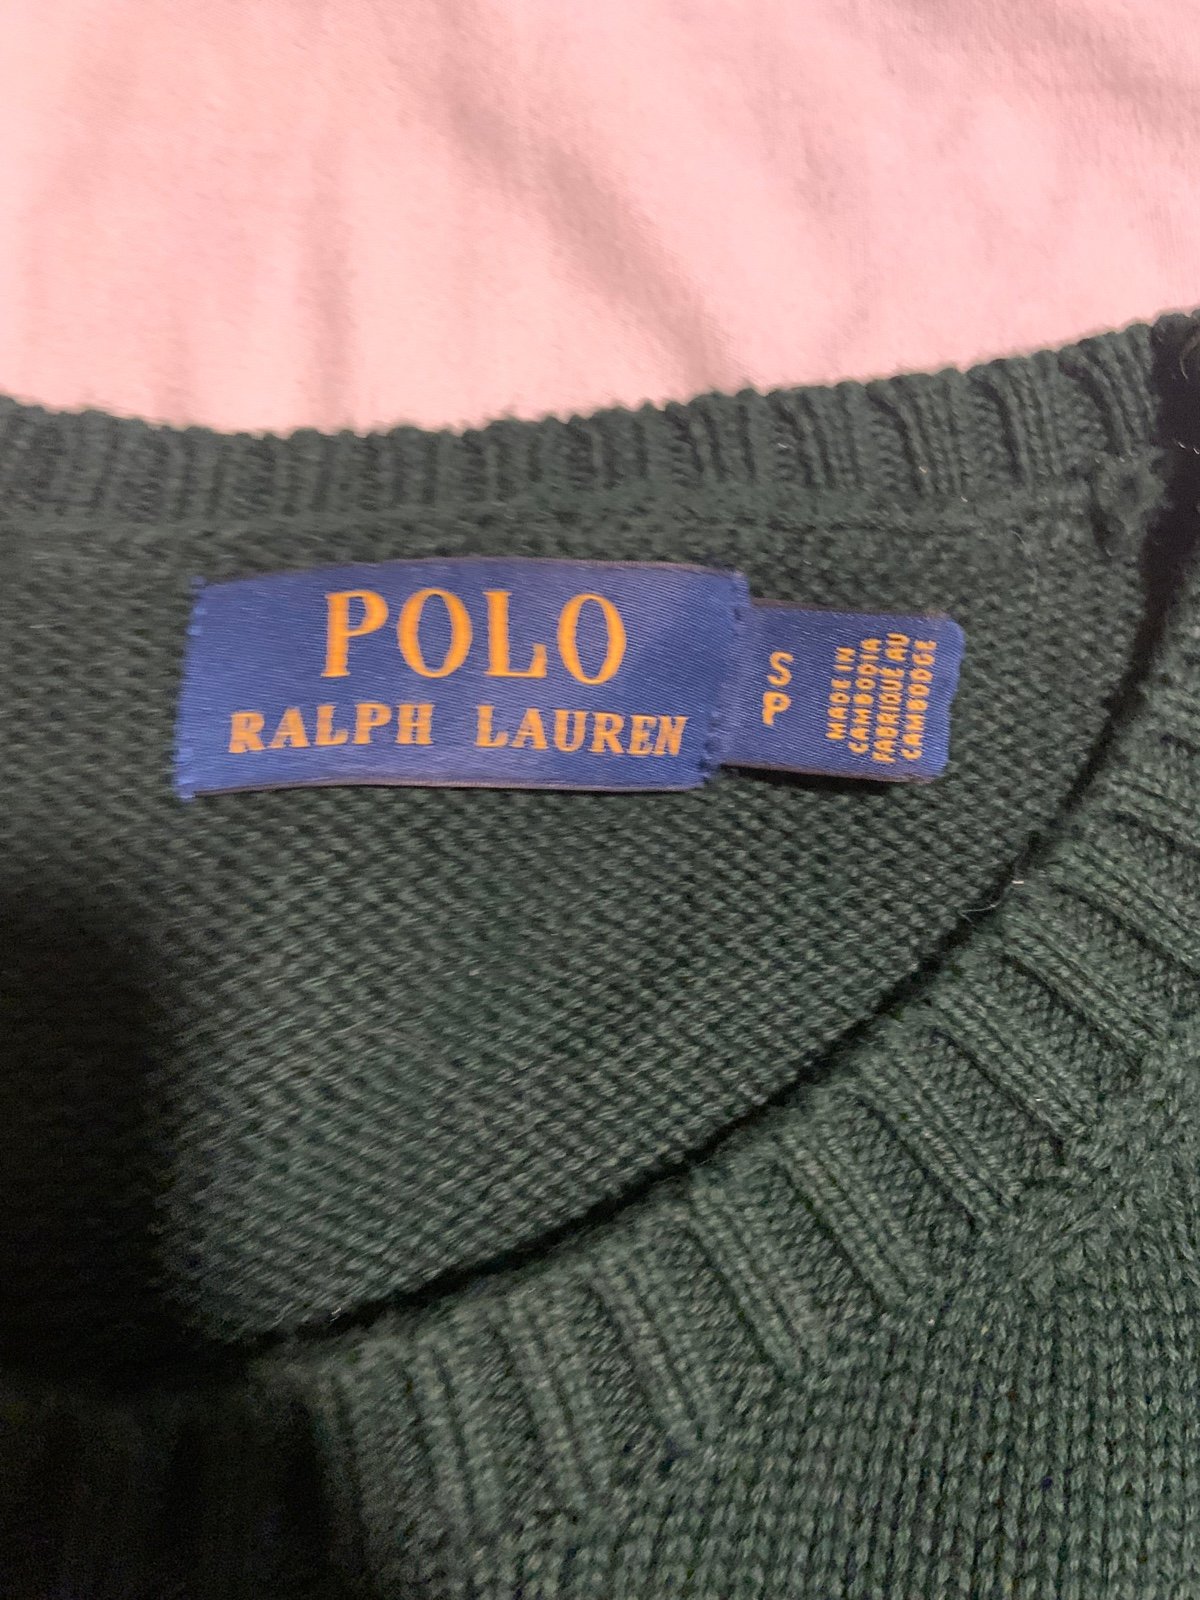 POLO
RALPH LAUREN
S
P
MADE IN
CAMBODIA
FABRIQUÉ AU
CAMBODGE